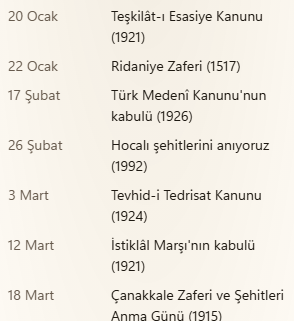 20 Ocak Teşkilât-ı Esasiye Kanunu
(1921)
22 Ocak Ridaniye Zaferi (1517)
17 Şubat Türk Medenî Kanunu'nun
kabulü (1926)
26 Şubat Hocalı şehitlerini anıyoruz
(1992)
3 Mart Tevhid-i Tedrisat Kanunu
(1924)
12 Mart İstiklâl Marşı'nın kabulü
(1921)
18 Mart Çanakkale Zaferi ve Şehitleri
Anma Günü (1915)